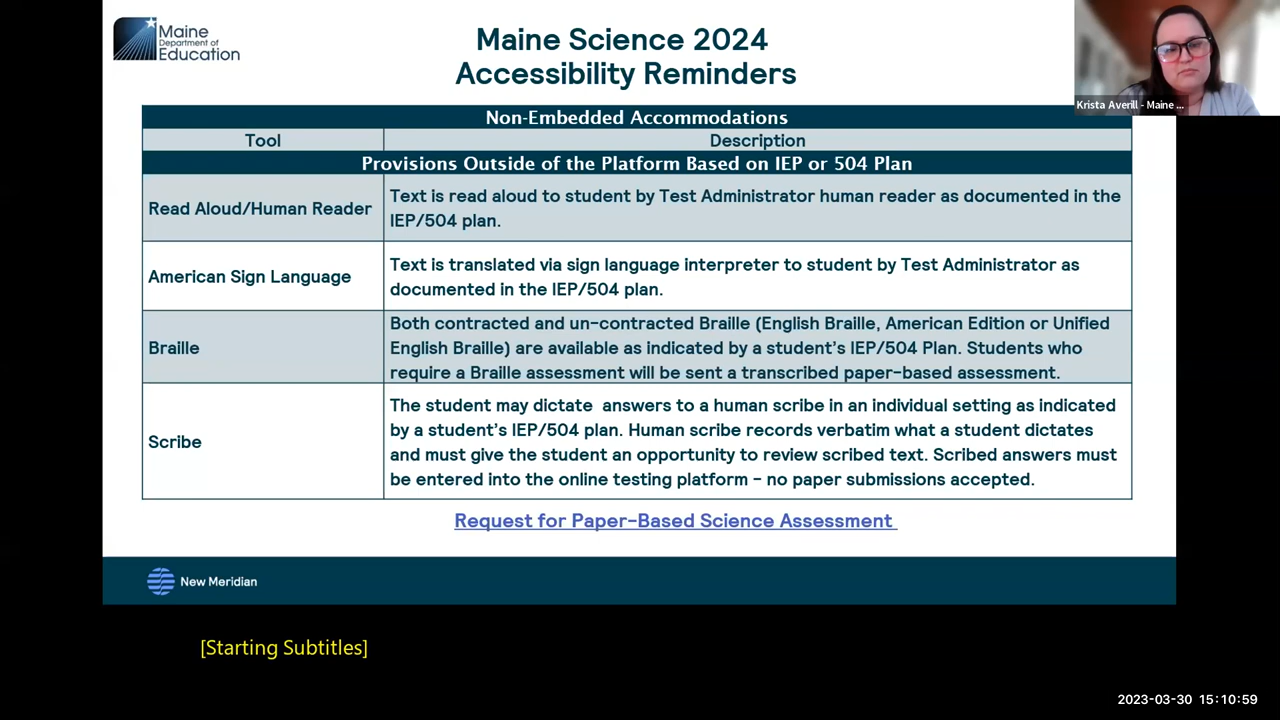 Maine
Department of
Education
Maine Science 2024
Accessibility Reminders
Krista Averill - Maine ...
Non-Embedded Accommodations
Tool
Description
Provisions Outside of the Platform Based on IEP or 504 Plan
Read Aloud/Human Reader
Text is read aloud to student by Test Administrator human reader as documented in the
IEP/504 plan.
American Sign Language
Text is translated via sign language interpreter to student by Test Administrator as
documented in the IEP/504 plan.
Braille
Both contracted and un-contracted Braille (English Braille, American Edition or Unified
English Braille) are available as indicated by a student's IEP/504 Plan. Students who
require a Braille assessment will be sent a transcribed paper-based assessment.
Scribe
The student may dictate answers to a human scribe in an individual setting as indicated
by a student's IEP/504 plan. Human scribe records verbatim what a student dictates
and must give the student an opportunity to review scribed text. Scribed answers must
be entered into the online testing platform - no paper submissions accepted.
Request for Paper-Based Science Assessment
New Meridian
[Starting Subtitles]
2023-03-30 15:10:59